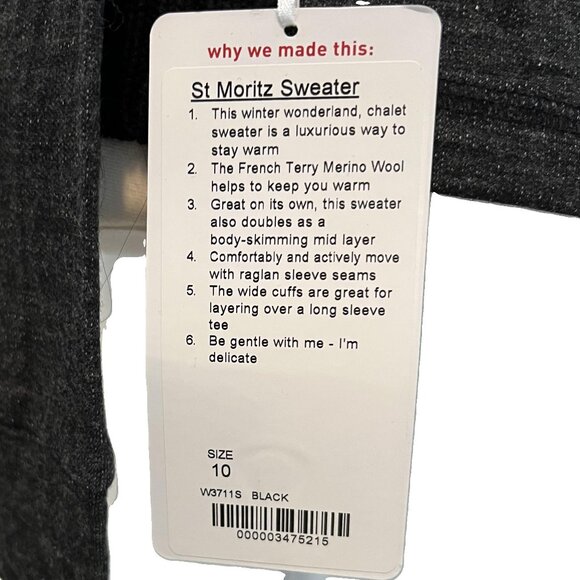 why we made this:
St Moritz Sweater
1. This winter wonderland, chalet
sweater is a luxurious way to
stay warm
2. The French Terry Merino Wool
helps to keep you warm
3. Great on its own, this sweater
also doubles as a
body-skimming mid layer
4. Comfortably and actively move
with raglan sleeve seams
5. The wide cuffs are great for
layering over a long sleeve
tee
6. Be gentle with me - I'm
delicate
SIZE
10
W3711S BLACK
000003475215